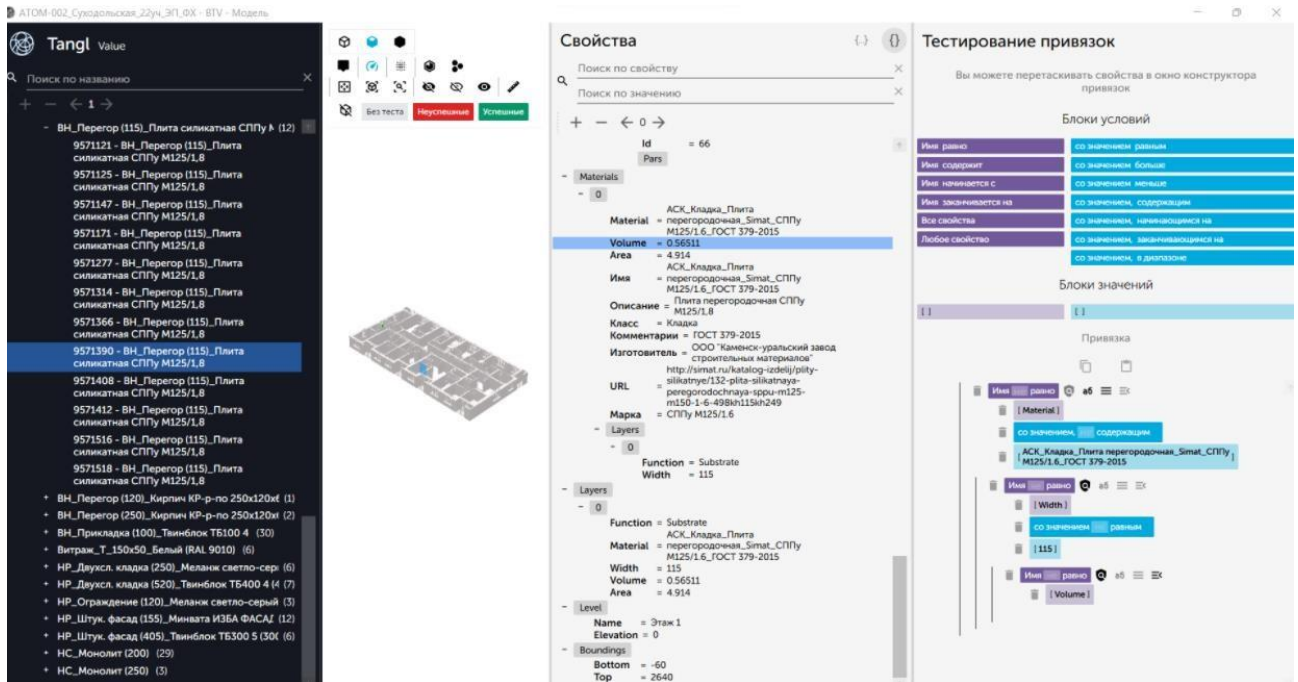 АТОМ-002_Суходольская_22уч_ЭП_ФХ - BTV - Модель
Tangl Value
Поиск по названию
1
ВН_Перегор (115)_Плита силикатная СППу М (12)
9571121 - ВН_Перегор (115)_Плита
силикатная СППу М125/1,8
9571125 - ВН_Перегор (115)_Плита
силикатная СППу М125/1,8
9571147 - ВН_Перегор (115)_Плита
силикатная СППу М125/1,8
9571171 - ВН_Перегор (115)_Плита
силикатная СППу М125/1,8
9571277 - ВН_Перегор (115)_Плита
силикатная СППу М125/1,8
9571314 - ВН_Перегор (115)_Плита
силикатная СППу М125/1,8
9571366 - ВН_Перегор (115)_Плита
силикатная СППу М125/1,8
9571390 - ВН_Перегор (115)_Плита
силикатная СППу М125/1,8
9571408 - ВН_Перегор (115)_Плита
силикатная СППу М125/1,8
9571412 - ВН_Перегор (115)_Плита
силикатная СППу М125/1,8
9571516 - ВН_Перегор (115)_Плита
силикатная СППу М125/1,8
9571518 - ВН_Перегор (115)_Плита
силикатная СППу М125/1,8
ВН_Перегор (120)_Кирпич КР-р-по 250x120x6 (1)
ВН_Перегор (250)_Кирпич КР-р-по 250x120x (2)
ВН_Прикладка (100)_Твинблок ТБ100 4 (30)
Витраж_Т_150x50_Белый (RAL 9010) (6)
НР_Двухсл. кладка (250)_Меланж светло-сер (6)
НР_Двухсл. кладка (520)_Твинблок ТБ400 4 (4 (7)
НР_Ограждение (120)_Меланж светло-серый (3)
НР_Штук. фасад (155)_Минвата ИЗБА ФАСАД (12)
НР_Штук. фасад (405)_Твинблок ТБ300 5 (300 (6)
НС_Монолит (200) (29)
НС_Монолит (250) (3)
Без теста Неуспешные Успешные
Свойства
Поиск по свойству
Поиск по значению
0
Id = 66
Pars
Materials
0
Material = АСК_Кладка_Плита
перегородочная_Simat_СППу
М125/1.6_ГОСТ 379-2015
Volume = 0.56511
Area = 4.914
Имя = АСК_Кладка_Плита
перегородочная_Simat_СППу
М125/1.6_ГОСТ 379-2015
Описание = Плита перегородочная СППу
М125/1,8
Класс = Кладка
Комментарии = ГОСТ 379-2015
Изготовитель = ООО "Каменск-уральский завод
строительных материалов"
URL = http://simat.ru/katalog-izdelij/plity-
silikatnye/132-plita-silikatnaya-
peregorodochnaya-sppu-m125-
m150-1-6-498kh115kh249
Марка = СППу М125/1.6
Layers
0
Function = Substrate
Width = 115
Layers
0
Function = Substrate
Material = АСК_Кладка_Плита
перегородочная_Simat_СППу
М125/1.6_ГОСТ 379-2015
Width = 115
Volume = 0.56511
Area = 4.914
Level
Name = Этаж 1
Elevation = 0
Boundings
Bottom = -60
Top = 2640
Тестирование привязок
Вы можете перетаскивать свойства в окно конструктора
привязок
Блоки условий
Имя равно со значением равным
Имя содержит со значением больше
Имя начинается с со значением меньше
Имя заканчивается на со значением, содержащим
Все свойства со значением, начинающимся на
Любое свойство со значением, заканчивающимся на
со значением, в диапазоне
Блоки значений
[ ] [ ]
Привязка
Имя ... равно аб
[ Material ]
со значением, ... содержащим
[ АСК_Кладка_Плита перегородочная_Simat_СППу
М125/1.6_ГОСТ 379-2015 ]
Имя ... равно аб
[ Width ]
со значением ... равным
[ 115 ]
Имя ... равно аб
[ Volume ]